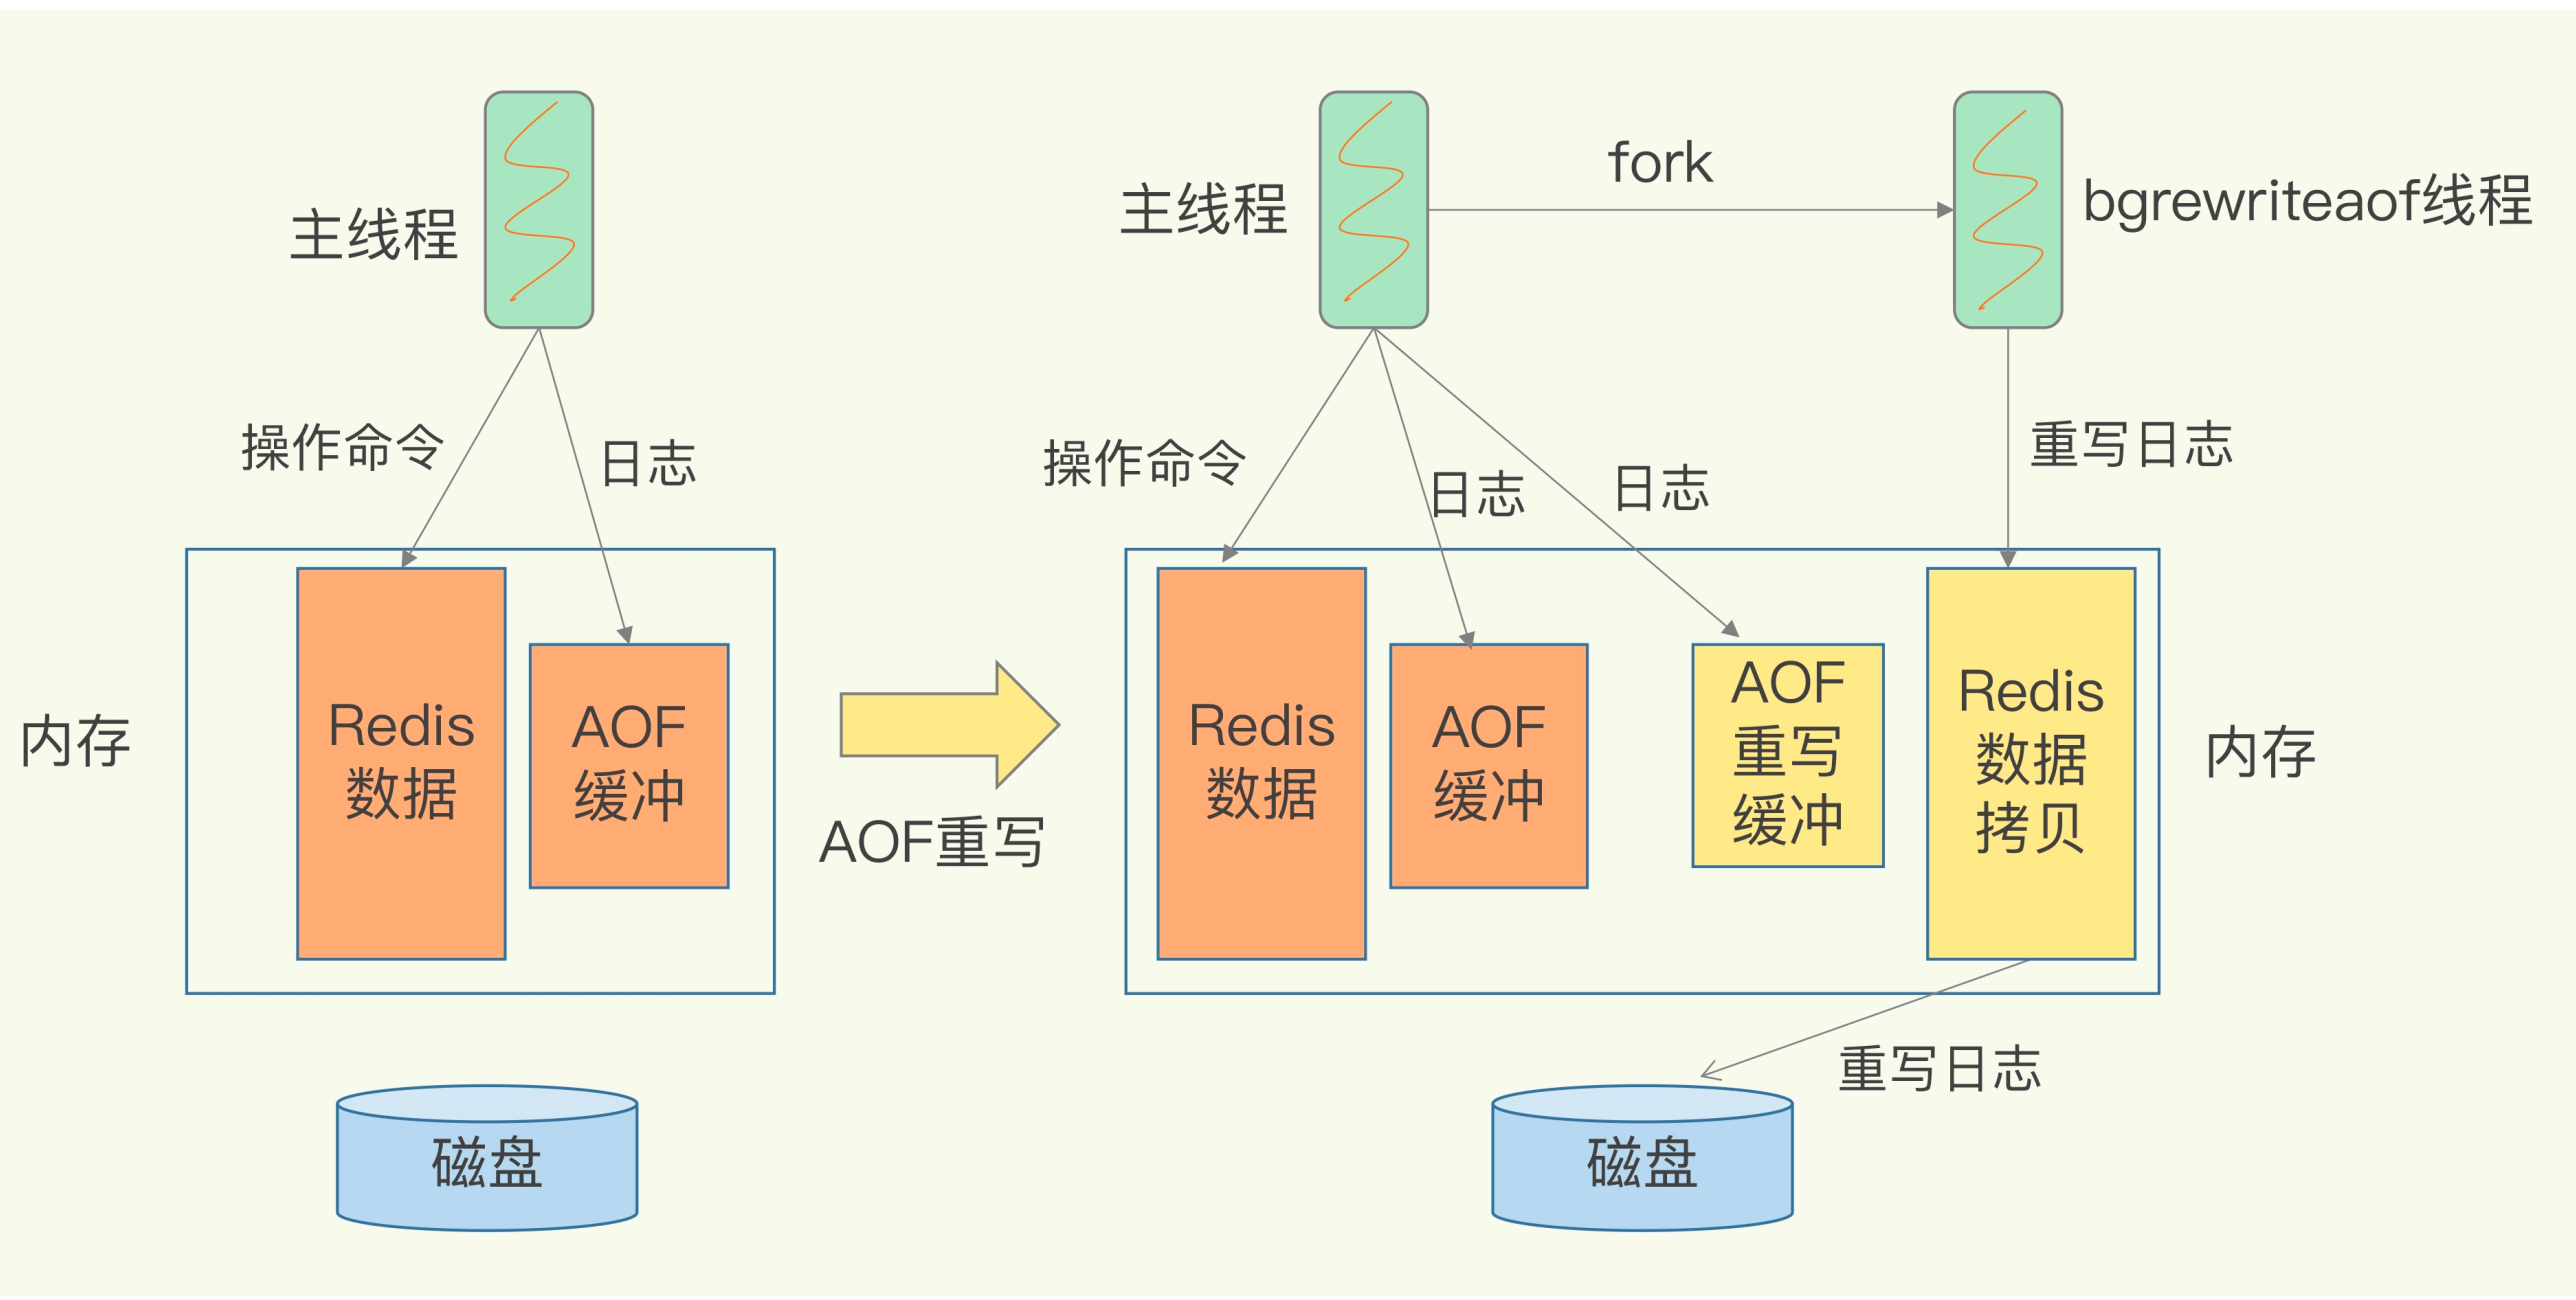 主线程
操作命令
日志
内存
Redis
数据
AOF
缓冲
磁盘
AOF重写
主线程
fork
bgrewriteaof线程
操作命令
日志
日志
重写日志
Redis
数据
AOF
缓冲
AOF
重写
缓冲
Redis
数据
拷贝
内存
重写日志
磁盘